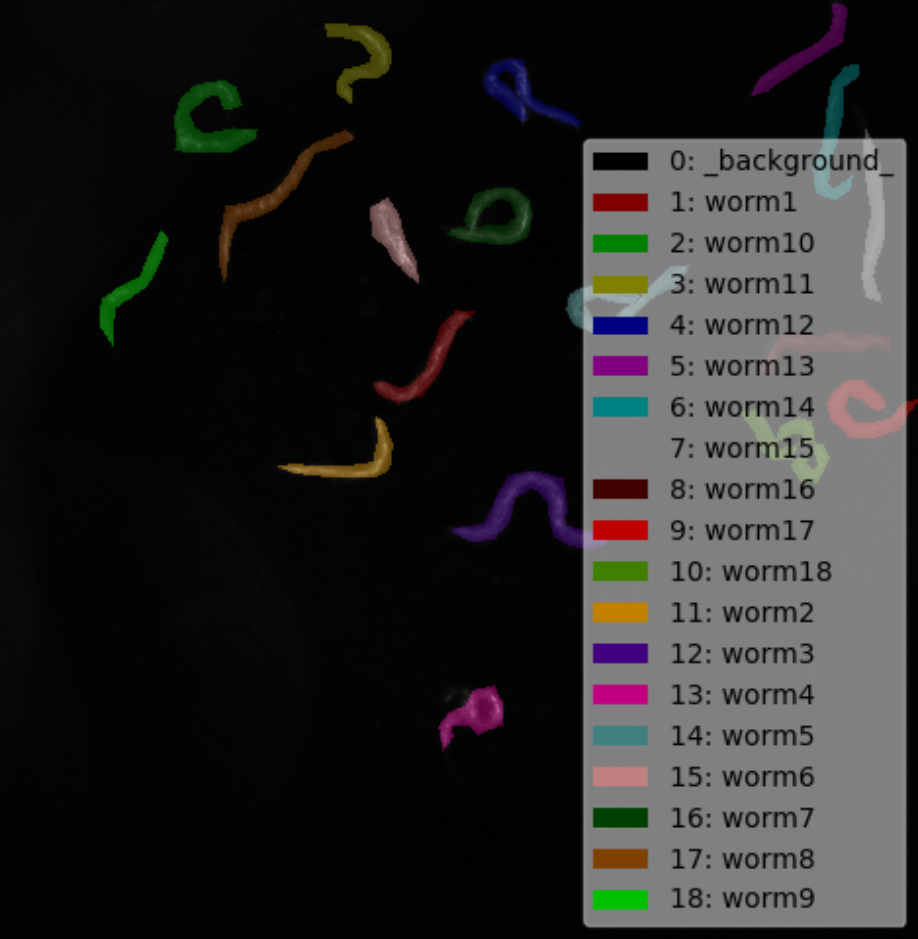 0: _background_
1: worm1
2: worm10
3: worm11
4: worm12
5: worm13
6: worm14
7: worm15
8: worm16
9: worm17
10: worm18
11: worm2
12: worm3
13: worm4
14: worm5
15: worm6
16: worm7
17: worm8
18: worm9